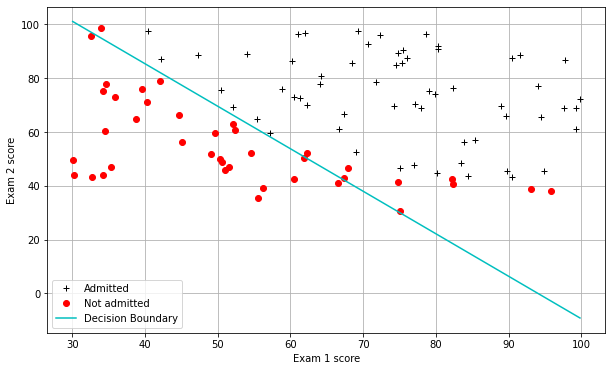 100
80
60
40
20
0
Exam 2 score
Admitted
Not admitted
Decision Boundary
30 40 50 60 70 80 90 100
Exam 1 score